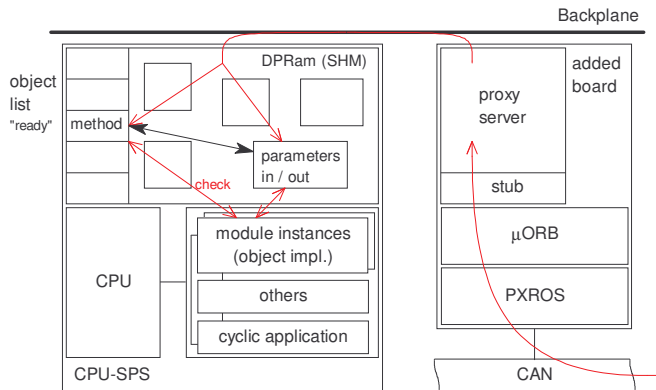 Backplane
DPRam (SHM)
object
list
"ready"
method
parameters
in / out
check
module instances
(object impl.)
others
cyclic application
CPU
CPU-SPS
added
board
proxy
server
stub
µORB
PXROS
CAN